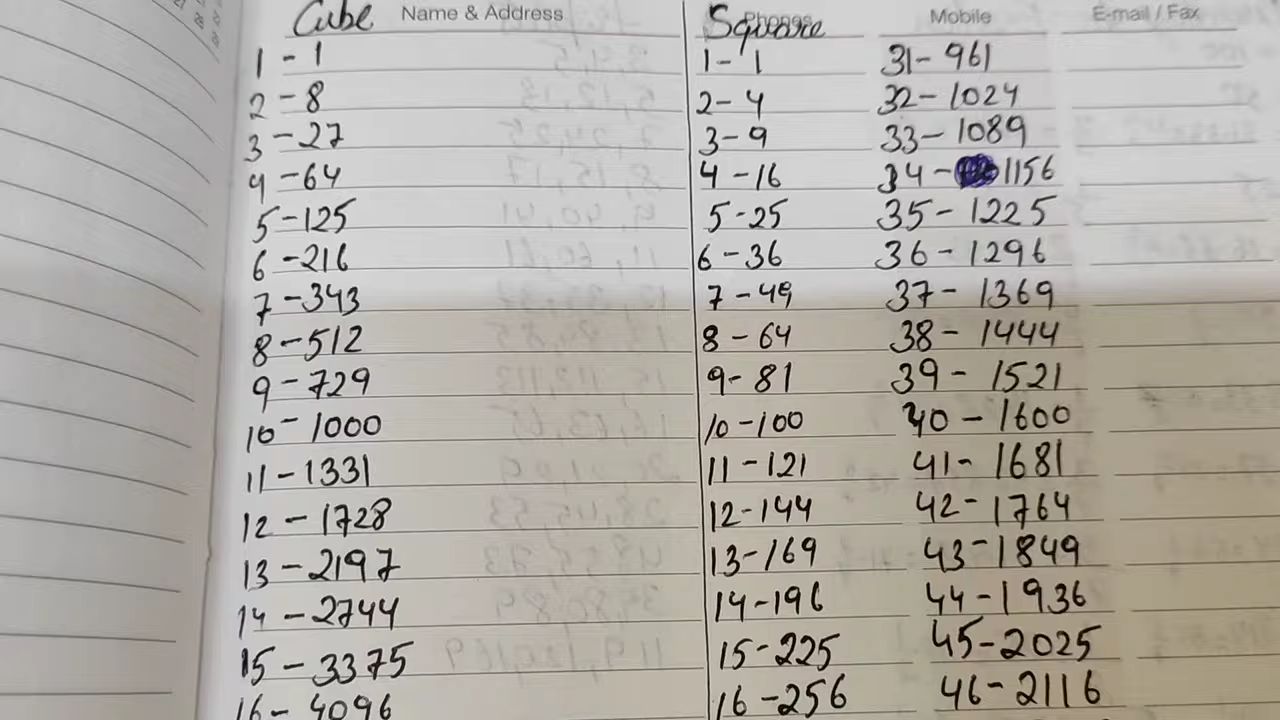 Cube Name & Address Square Phones Mobile E-mail / Fax
1 - 1 1 - 1 31 - 961
2 - 8 2 - 4 32 - 1024
3 - 27 3 - 9 33 - 1089
4 - 64 4 - 16 34 - 1156
5 - 125 5 - 25 35 - 1225
6 - 216 6 - 36 36 - 1296
7 - 343 7 - 49 37 - 1369
8 - 512 8 - 64 38 - 1444
9 - 729 9 - 81 39 - 1521
10 - 1000 10 - 100 40 - 1600
11 - 1331 11 - 121 41 - 1681
12 - 1728 12 - 144 42 - 1764
13 - 2197 13 - 169 43 - 1849
14 - 2744 14 - 196 44 - 1936
15 - 3375 15 - 225 45 - 2025
16 - 4096 16 - 256 46 - 2116